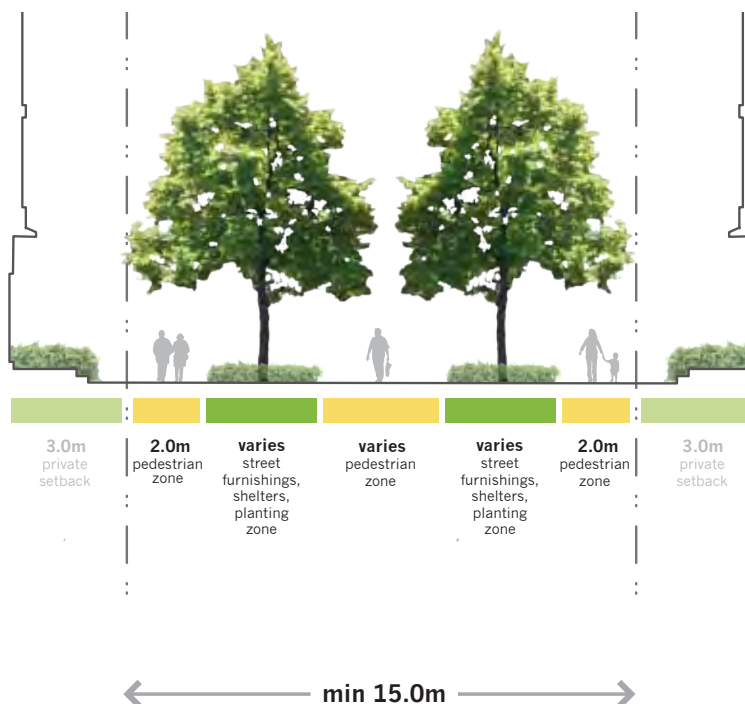 3.0m
private
setback
2.0m
pedestrian
zone
varies
street
furnishings,
shelters,
planting
zone
varies
pedestrian
zone
varies
street
furnishings,
shelters,
planting
zone
2.0m
pedestrian
zone
3.0m
private
setback
min 15.0m